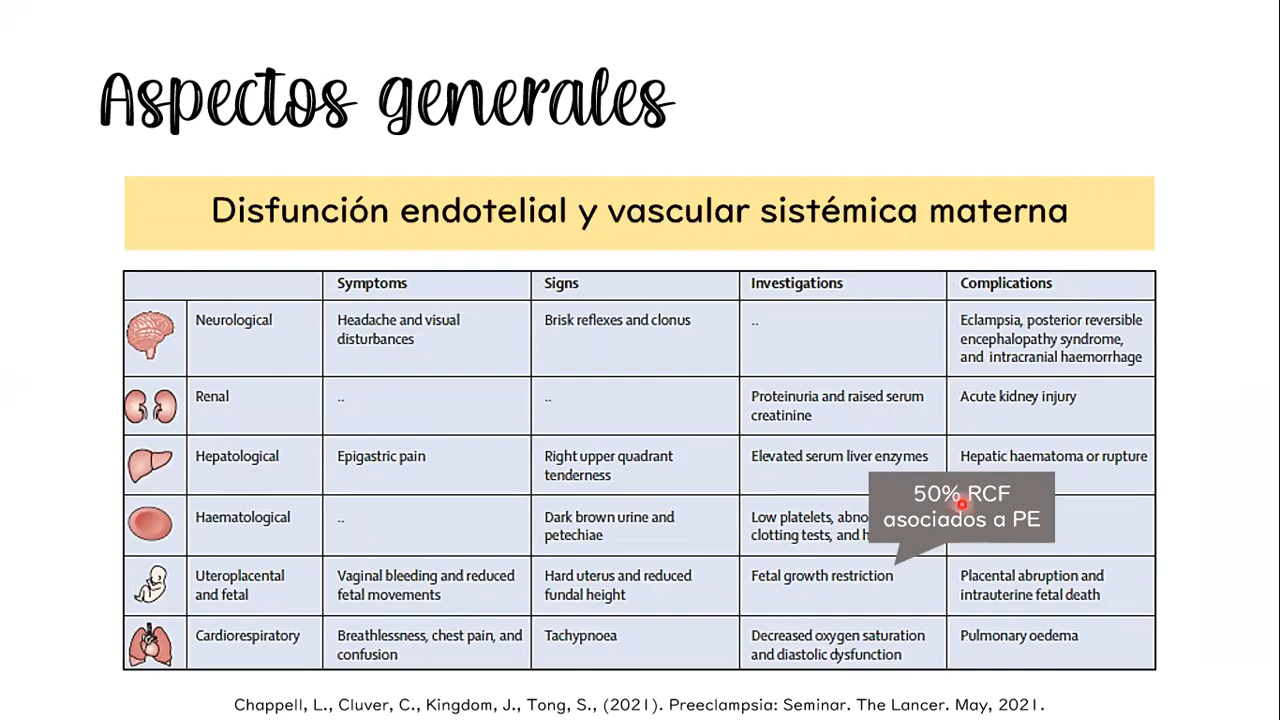 Aspectos generales
Disfunción endotelial y vascular sistémica materna
Symptoms Signs Investigations Complications
Neurological Headache and visual Brisk reflexes and clonus .. Eclampsia, posterior reversible
disturbances encephalopathy syndrome,
and intracranial haemorrhage
Renal .. .. Proteinuria and raised serum Acute kidney injury
creatinine
Hepatological Epigastric pain Right upper quadrant Elevated serum liver enzymes Hepatic haematoma or rupture
tenderness
50% RCF
asociados a PE
Haematological .. Dark brown urine and Low platelets,
petechiae clotting tests, and
Uteroplacental Vaginal bleeding and reduced Hard uterus and reduced Fetal growth restriction Placental abruption and
and fetal fetal movements fundal height intrauterine fetal death
Cardiorespiratory Breathlessness, chest pain, and Tachypnoea Decreased oxygen saturation Pulmonary oedema
confusion and diastolic dysfunction
Chappell, L., Cluver, C., Kingdom, J., Tong, S., (2021). Preeclampsia: Seminar. The Lancer. May, 2021.